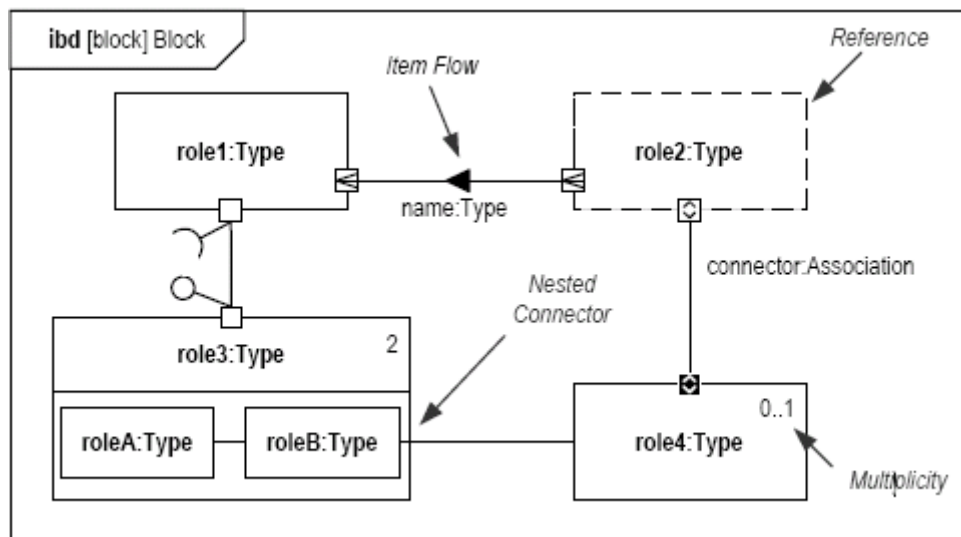 ibd [block] Block
Item Flow
Reference
role1:Type
role2:Type
name:Type
connector:Association
Nested
Connector
role3:Type
2
0..1
roleA:Type
roleB:Type
role4:Type
Multiplicity